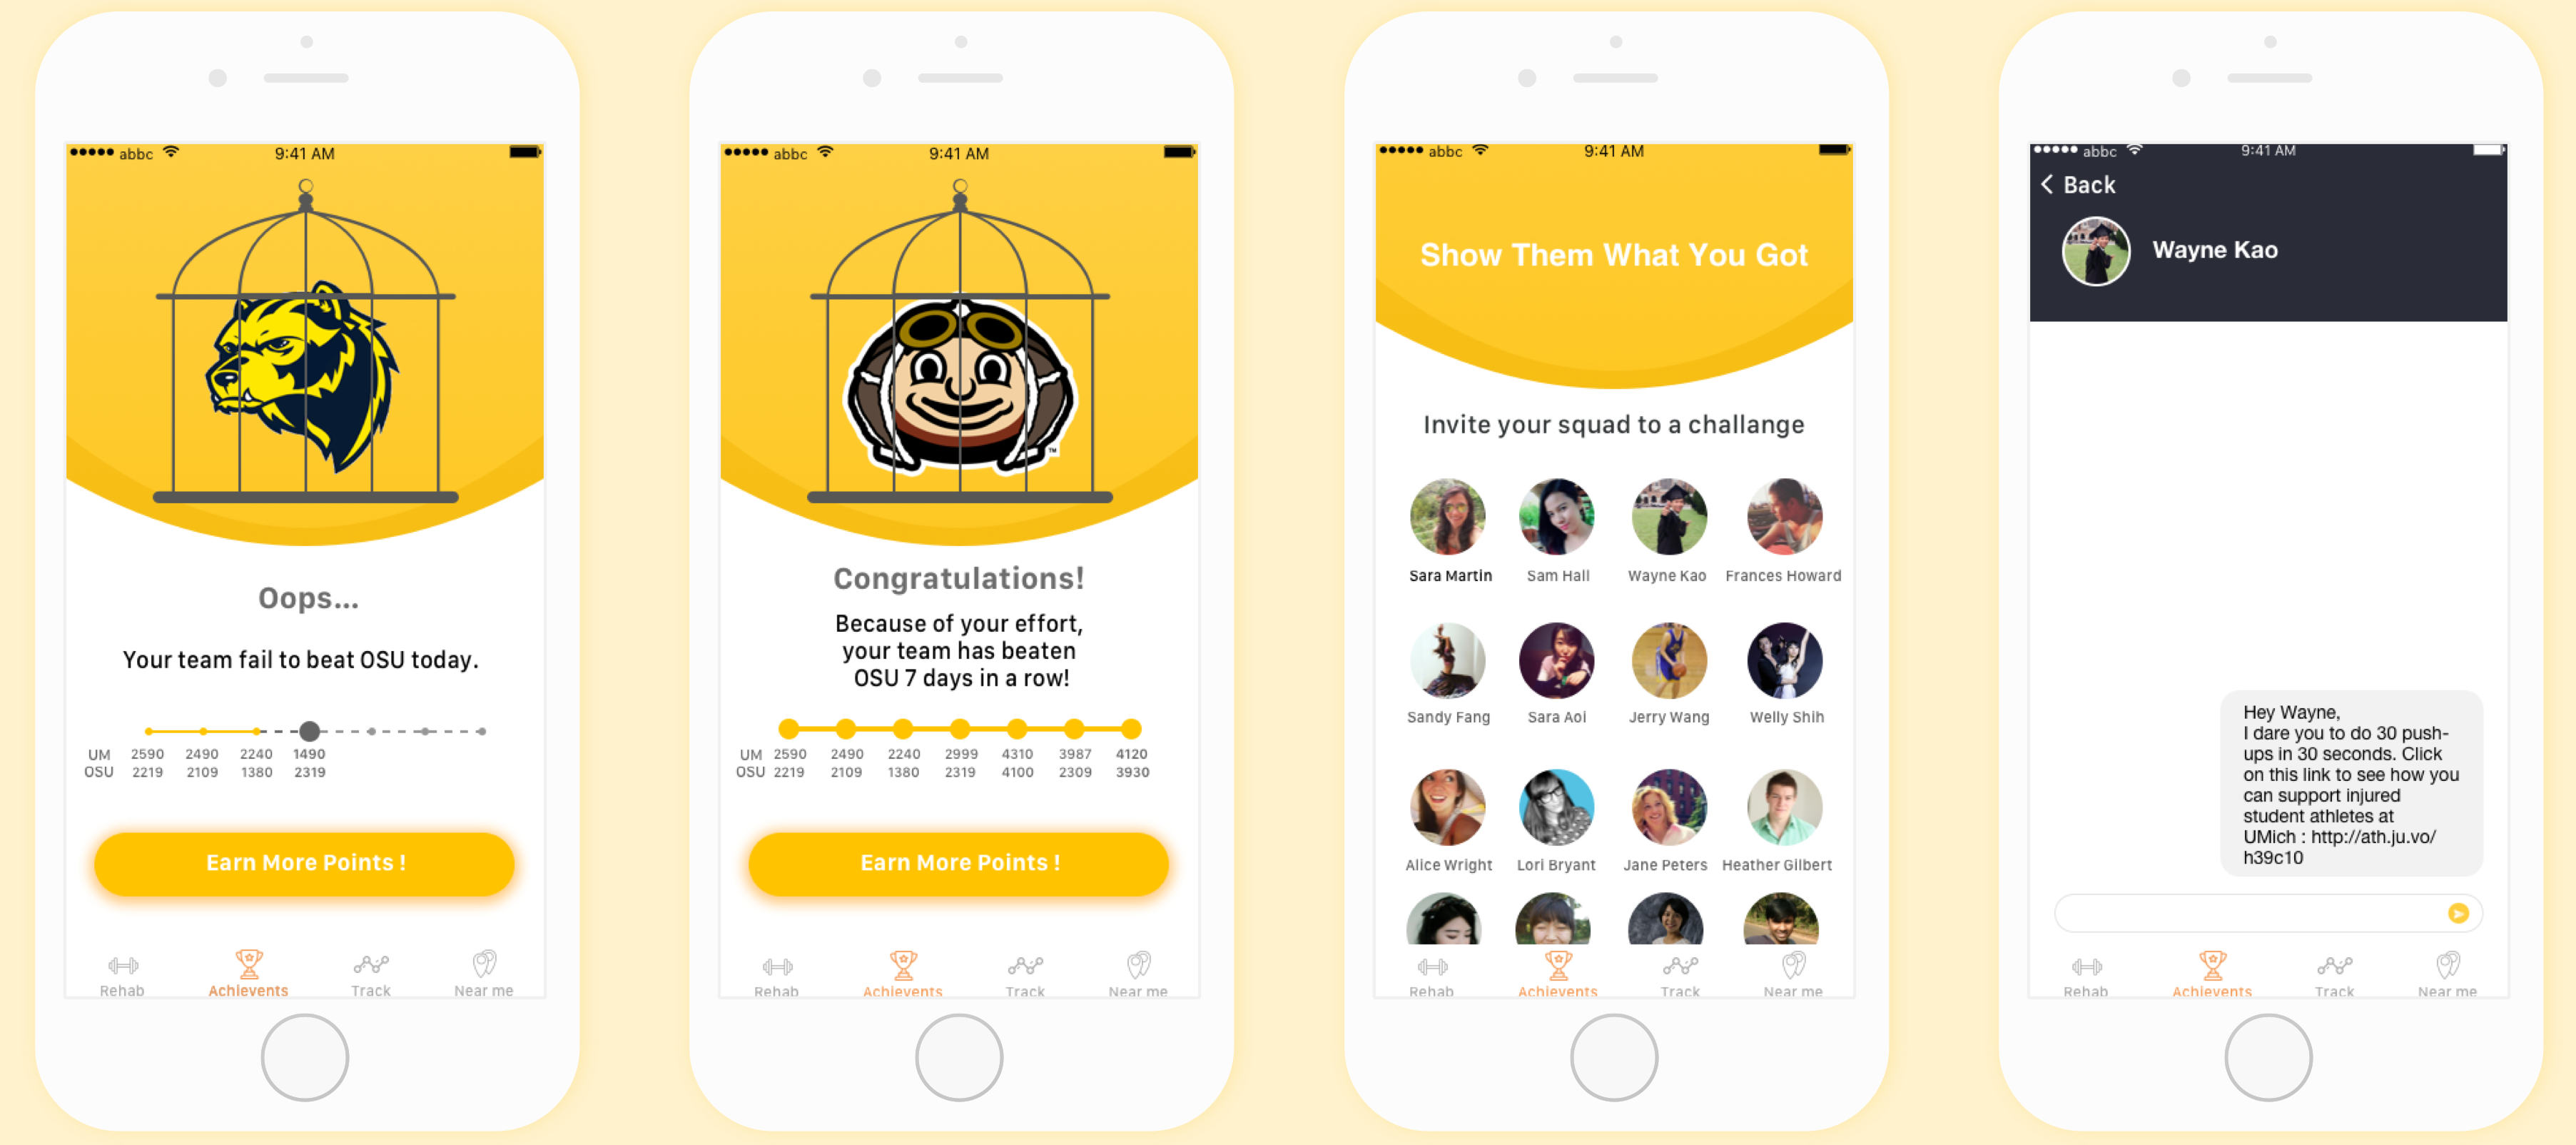 abbc 9:41 AM
Oops...
Your team fail to beat OSU today.
UM 2590 2490 2240 1490
OSU 2219 2109 1380 2319
Earn More Points !
Rehab Achievents Track Near me
abbc 9:41 AM
TM
Congratulations!
Because of your effort,
your team has beaten
OSU 7 days in a row!
UM 2590 2490 2240 2999 4310 3987 4120
OSU 2219 2109 1380 2319 4100 2309 3930
Earn More Points !
Rehab Achievents Track Near me
abbc 9:41 AM
Show Them What You Got
Invite your squad to a challange
Sara Martin Sam Hall Wayne Kao Frances Howard
Sandy Fang Sara Aoi Jerry Wang Welly Shih
Alice Wright Lori Bryant Jane Peters Heather Gilbert
Rehab Achievents Track Near me
abbc 9:41 AM
Back
Wayne Kao
Hey Wayne,
I dare you to do 30 push-
ups in 30 seconds. Click
on this link to see how you
can support injured
student athletes at
UMich : http://ath.ju.vo/
h39c10
Rehab Achievents Track Near me